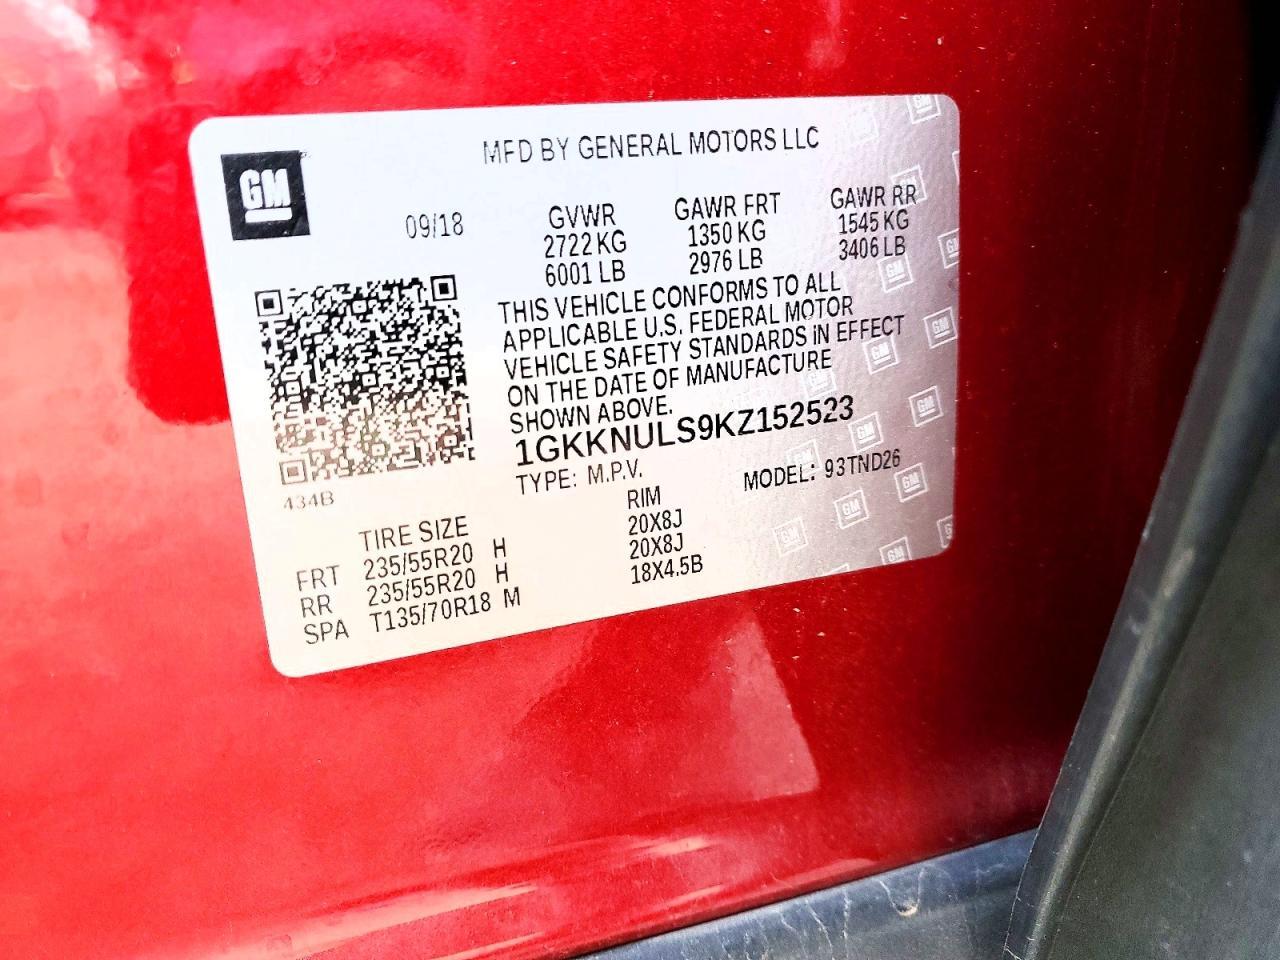 GM
MFD BY GENERAL MOTORS LLC
09/18
GVWR GAWR FRT GAWR RR
2722 KG 1350 KG 1545 KG
6001 LB 2976 LB 3406 LB
THIS VEHICLE CONFORMS TO ALL
APPLICABLE U.S. FEDERAL MOTOR
VEHICLE SAFETY STANDARDS IN EFFECT
ON THE DATE OF MANUFACTURE
SHOWN ABOVE.
1GKKNULS9KZ152523
TYPE: M.P.V. MODEL: 93TND26
434B
TIRE SIZE RIM
FRT 235/55R20 H 20X8J
RR 235/55R20 H 20X8J
SPA T135/70R18 M 18X4.5B